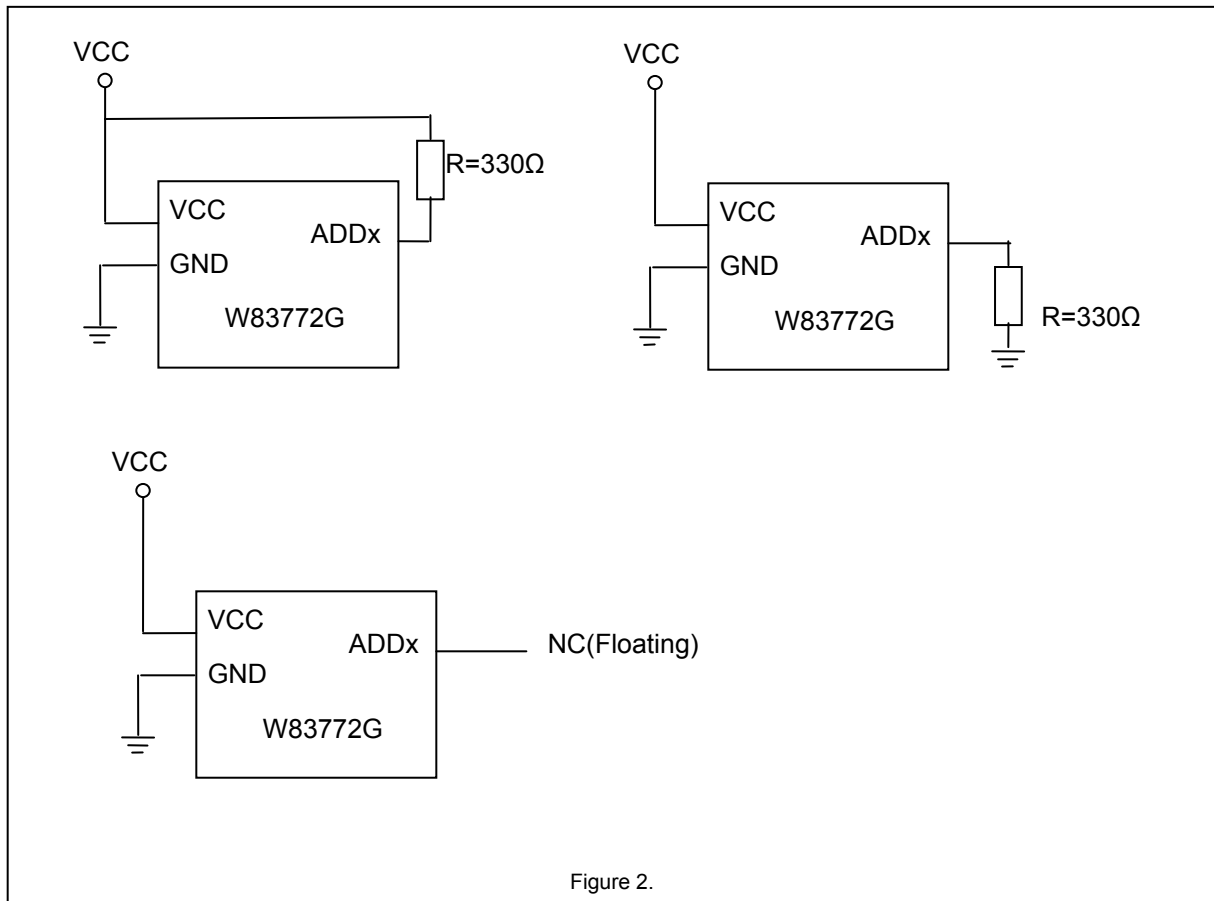 VCC
R=330Ω
VCC
ADDx
GND
W83772G
VCC
VCC
ADDx
GND
W83772G
R=330Ω
VCC
VCC
ADDx
NC(Floating)
GND
W83772G
Figure 2.